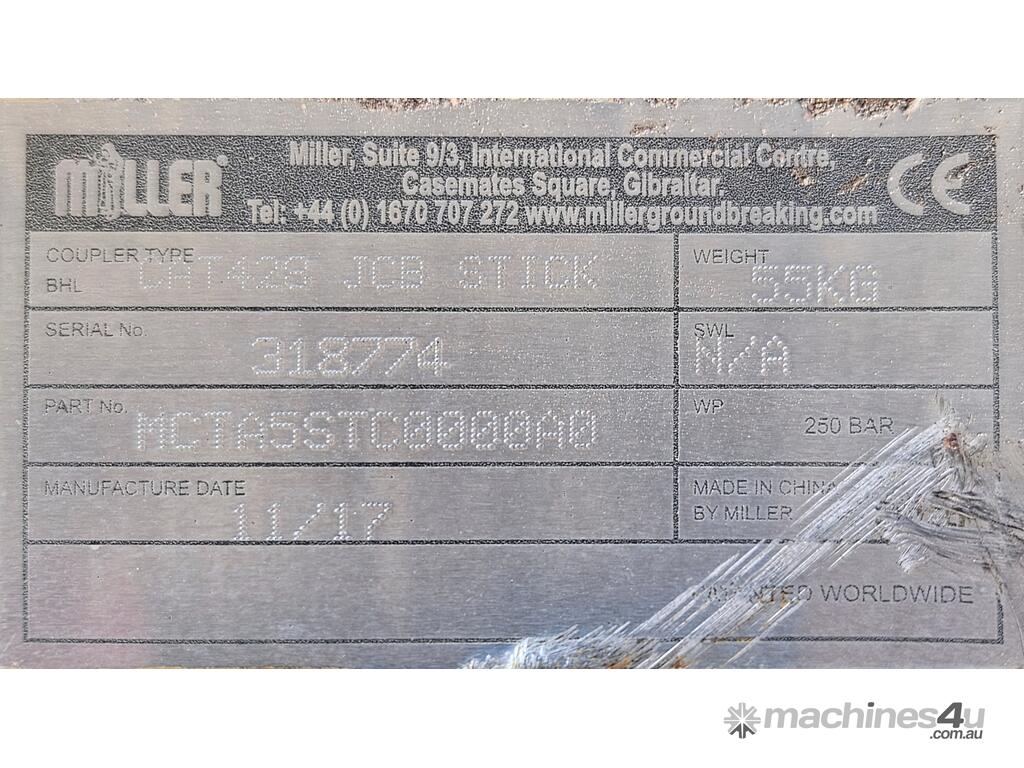 MILLER®
Miller, Suite 9/3, International Commercial Centre,
Casemates Square, Gibraltar.
Tel: +44 (0) 1670 707 272 www.millergroundbreaking.com
CE
COUPLER TYPE
BHL CAT428 JCB STICK
WEIGHT
55KG
SERIAL No.
318774
SWL
N/A
PART No.
MCTA5STC0000A0
WP
250 BAR
MANUFACTURE DATE
11/17
MADE IN CHINA
BY MILLER
PATENTED WORLDWIDE
machines4u
.com.au